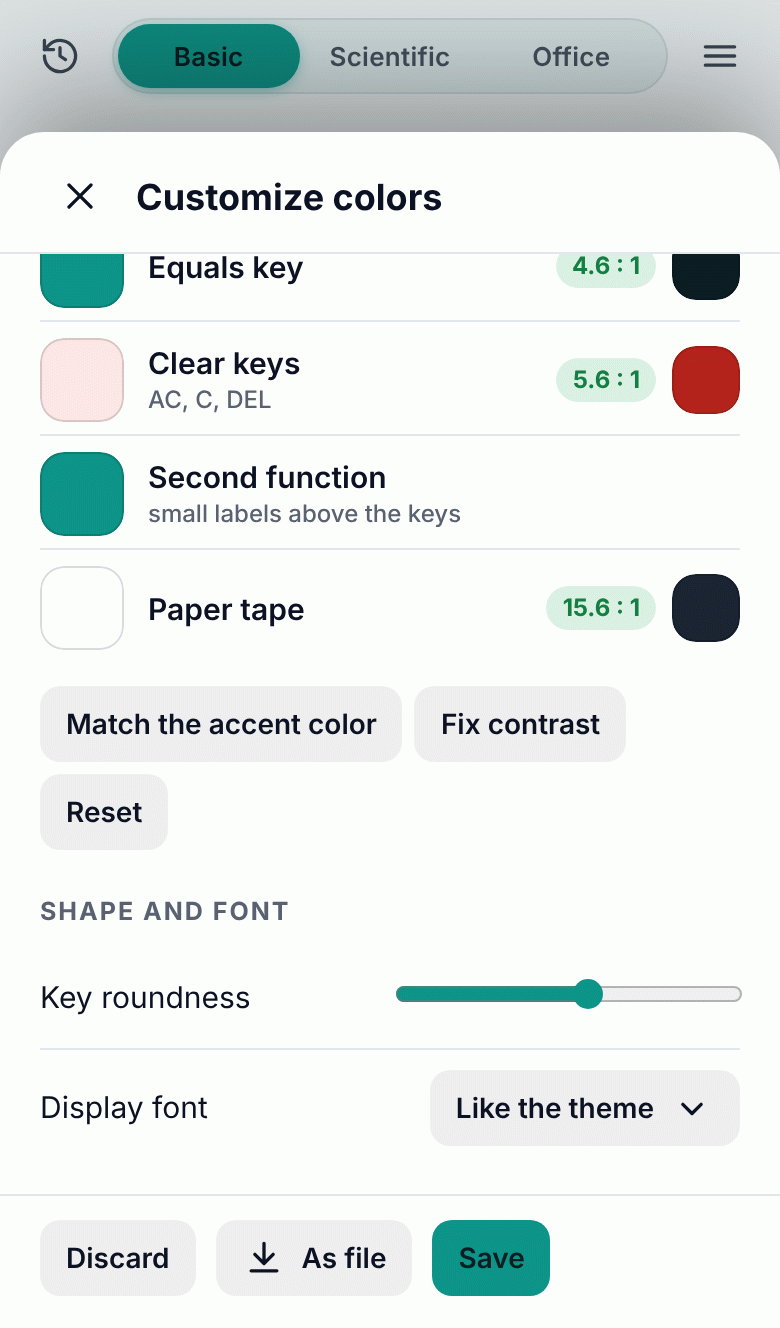 Basic
Scientific
Office
Customize colors
Equals key
4.6 : 1
Clear keys
5.6 : 1
AC, C, DEL
Second function
small labels above the keys
Paper tape
15.6 : 1
Match the accent color
Fix contrast
Reset
SHAPE AND FONT
Key roundness
Display font
Like the theme
Discard
As file
Save